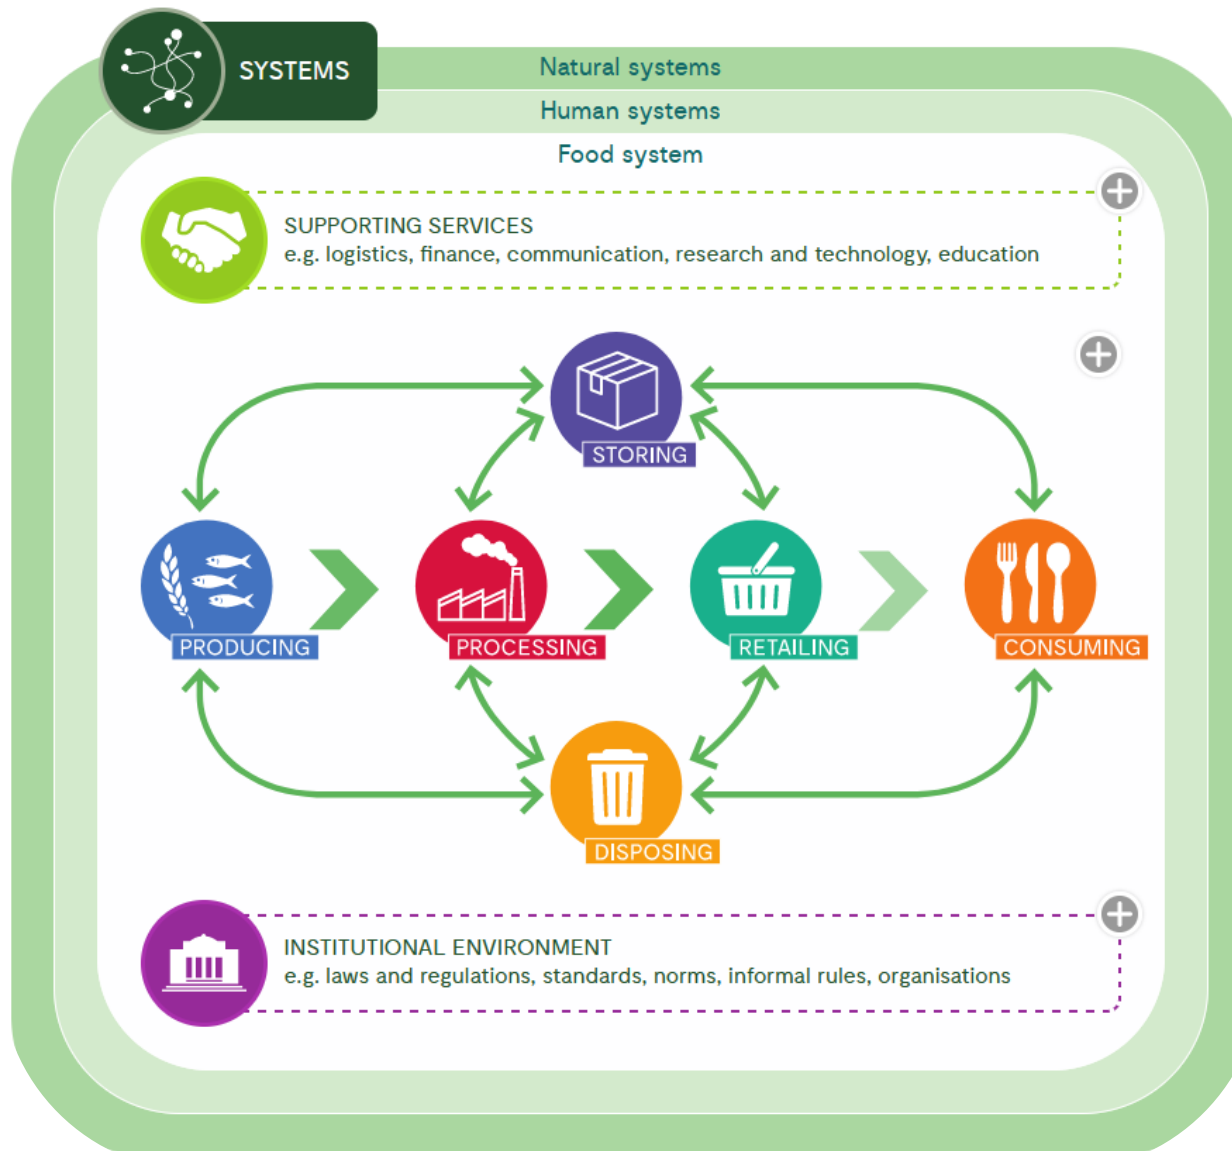 SYSTEMS
Natural systems
Human systems
Food system
SUPPORTING SERVICES
e.g. logistics, finance, communication, research and technology, education
STORING
PRODUCING
PROCESSING
RETAILING
CONSUMING
DISPOSING
INSTITUTIONAL ENVIRONMENT
e.g. laws and regulations, standards, norms, informal rules, organisations